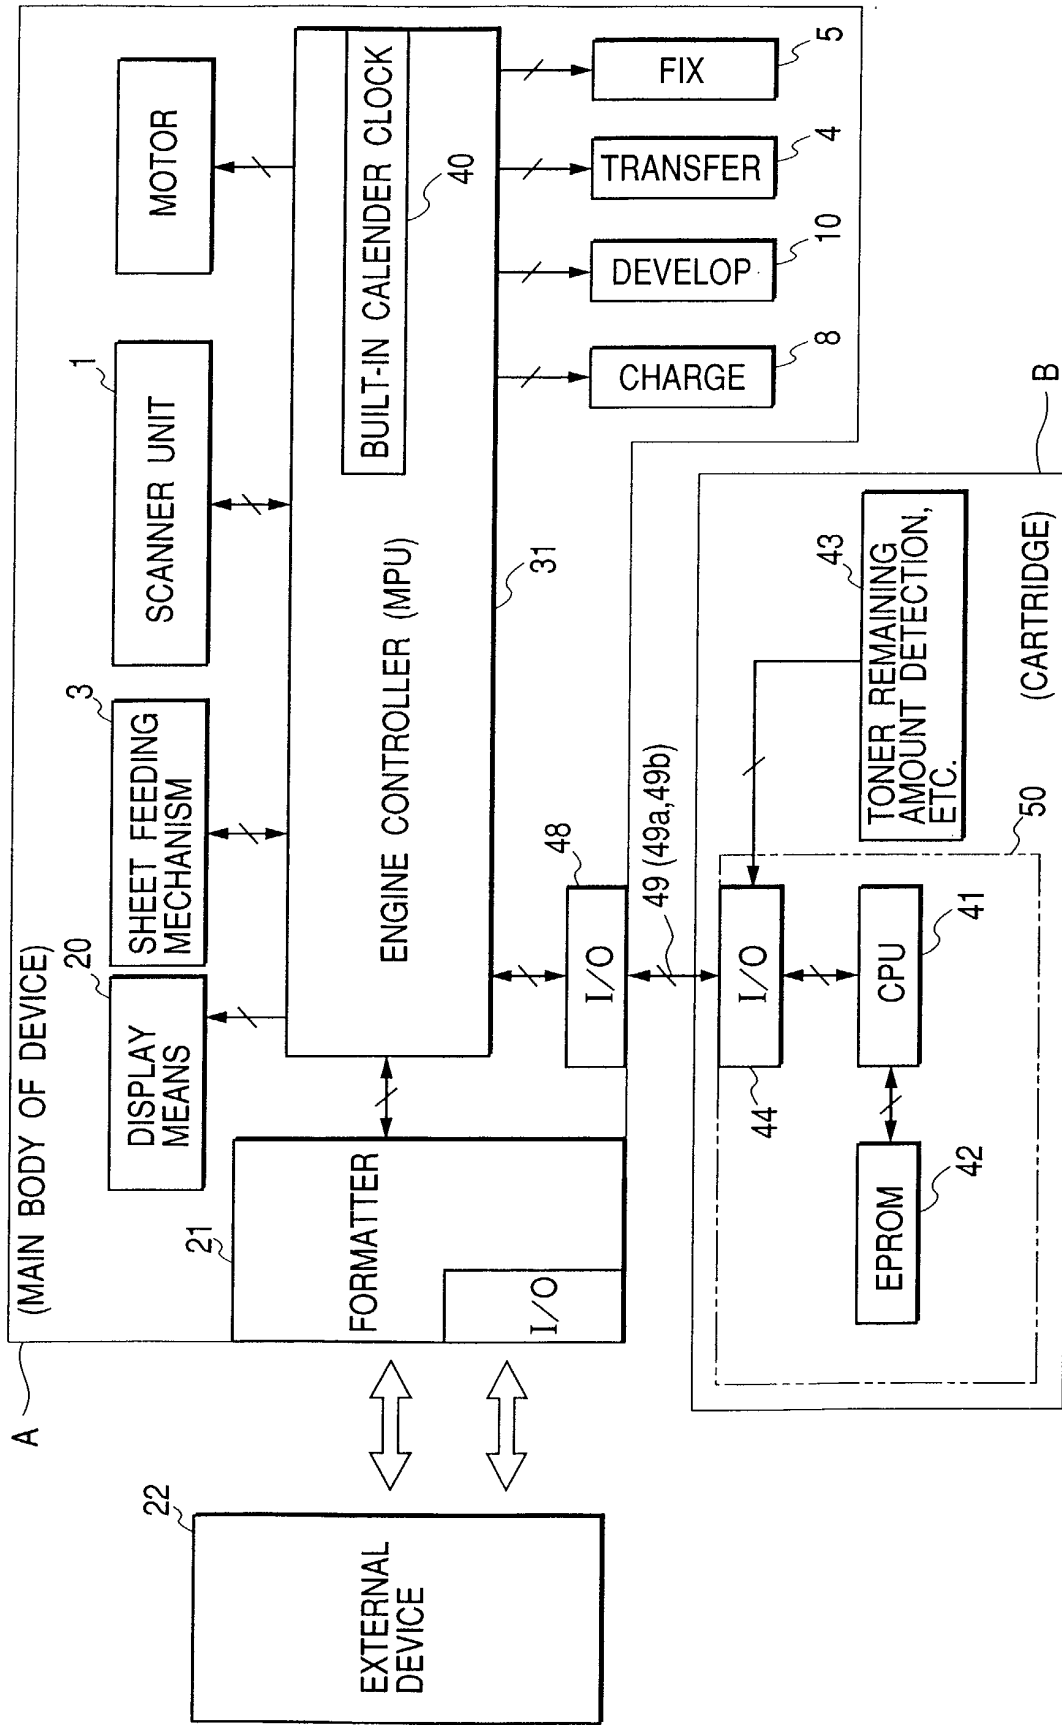 (MAIN BODY OF DEVICE)
A
20
DISPLAY
MEANS
3
SHEET FEEDING
MECHANISM
1
SCANNER UNIT
MOTOR
22
EXTERNAL
DEVICE
21
FORMATTER
I/O
ENGINE CONTROLLER (MPU)
31
BUILT-IN CALENDER CLOCK
40
I/O
48
CHARGE
8
DEVELOP
10
TRANSFER
4
FIX
5
49 (49a,49b)
I/O
44
CPU
41
EPROM
42
50
43
TONER REMAINING
AMOUNT DETECTION,
ETC.
(CARTRIDGE)
B